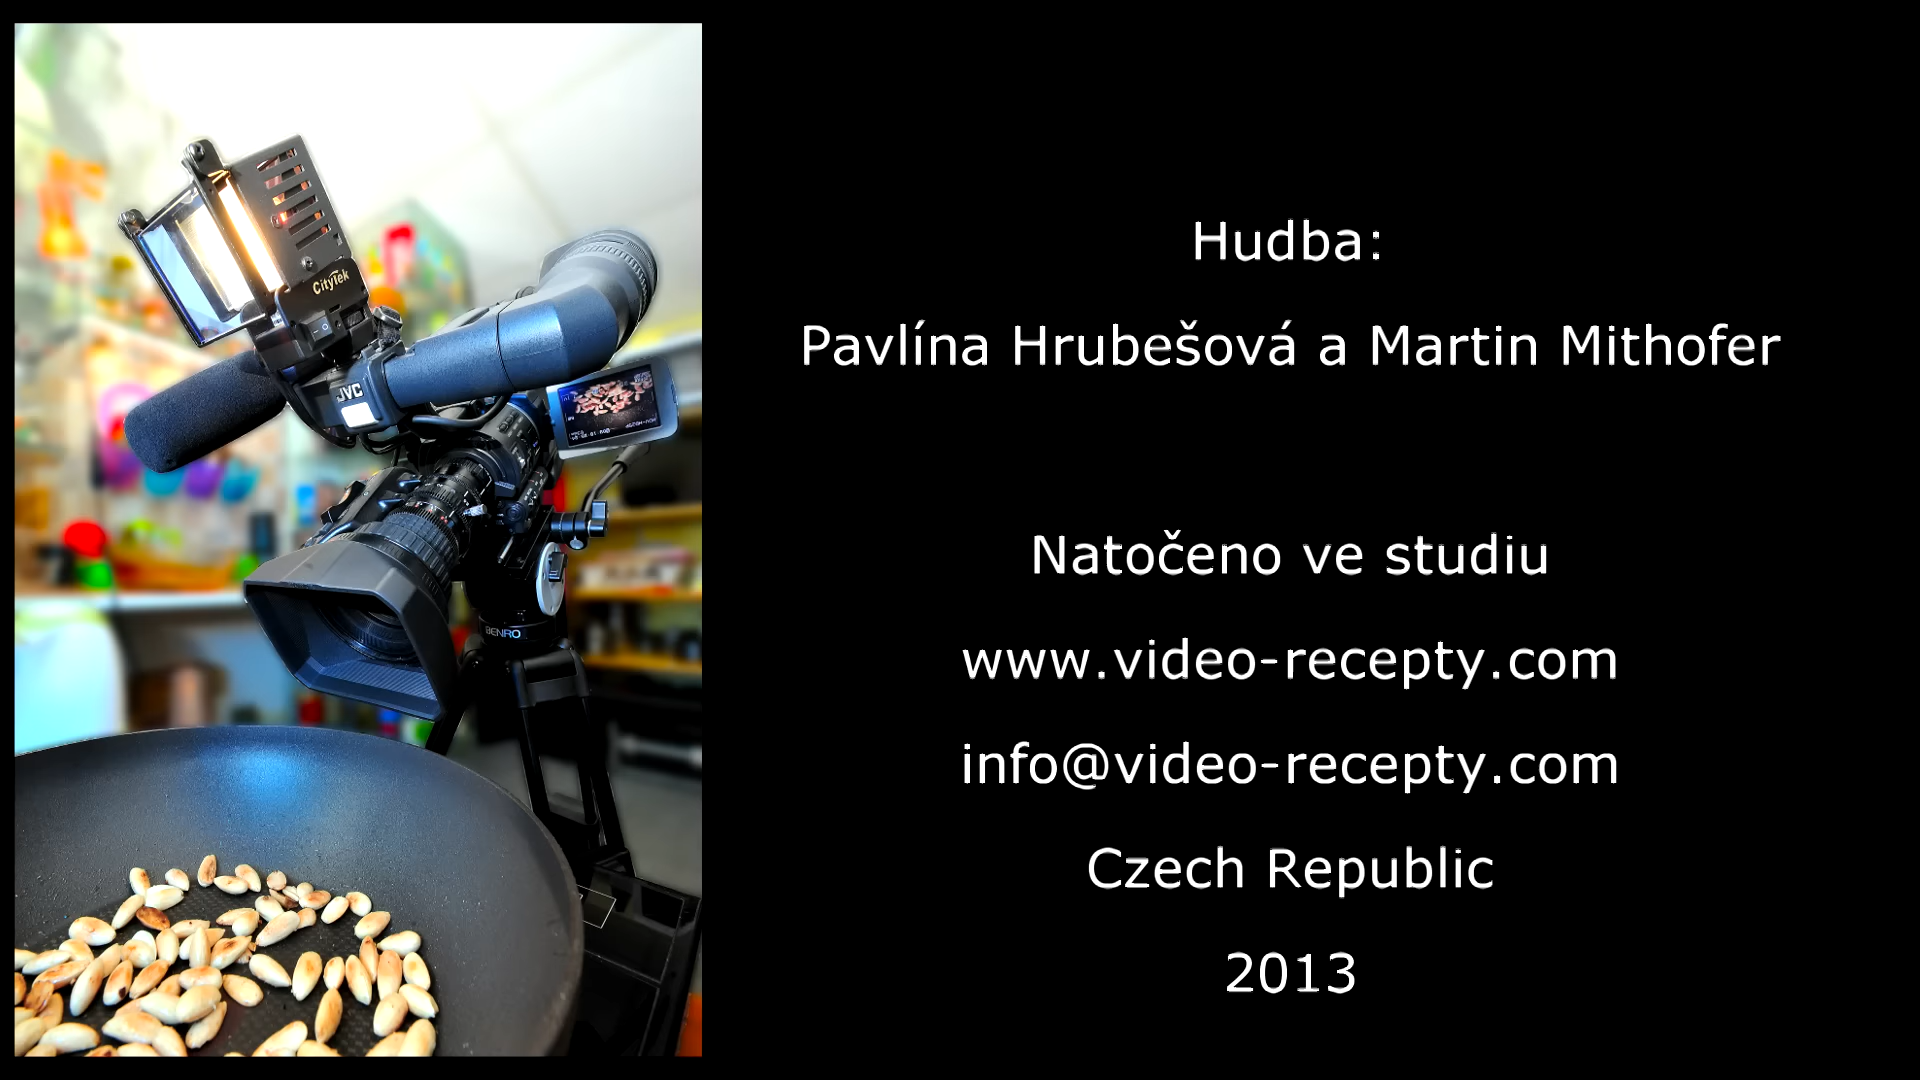 Hudba:
Pavlína Hrubešová a Martin Mithofer
Natočeno ve studiu
www.video-recepty.com
info@video-recepty.com
Czech Republic
2013
CityTek
JVC
BENRO